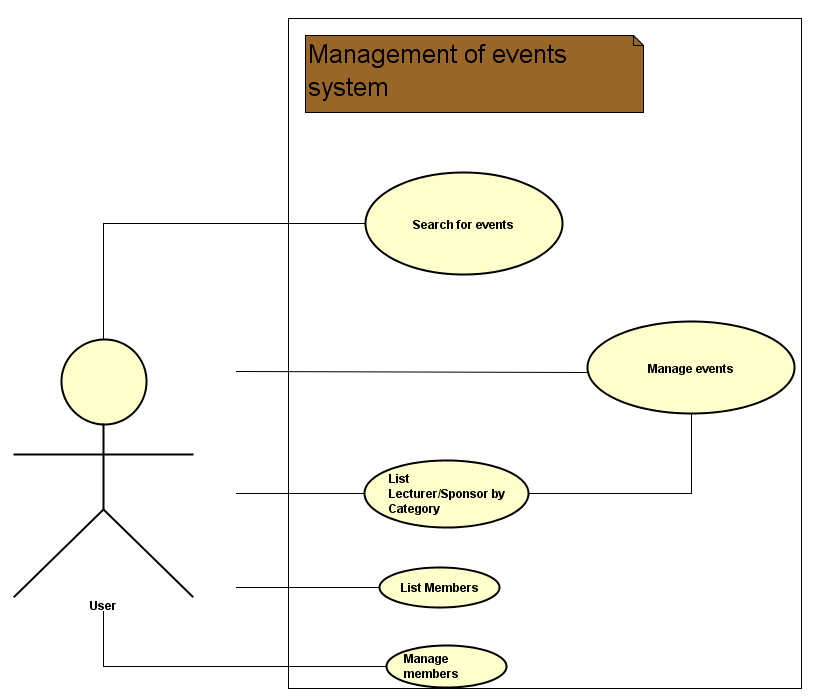 Management of events
system
Search for events
Manage events
List
Lecturer/Sponsor by
Category
List Members
User
Manage
members